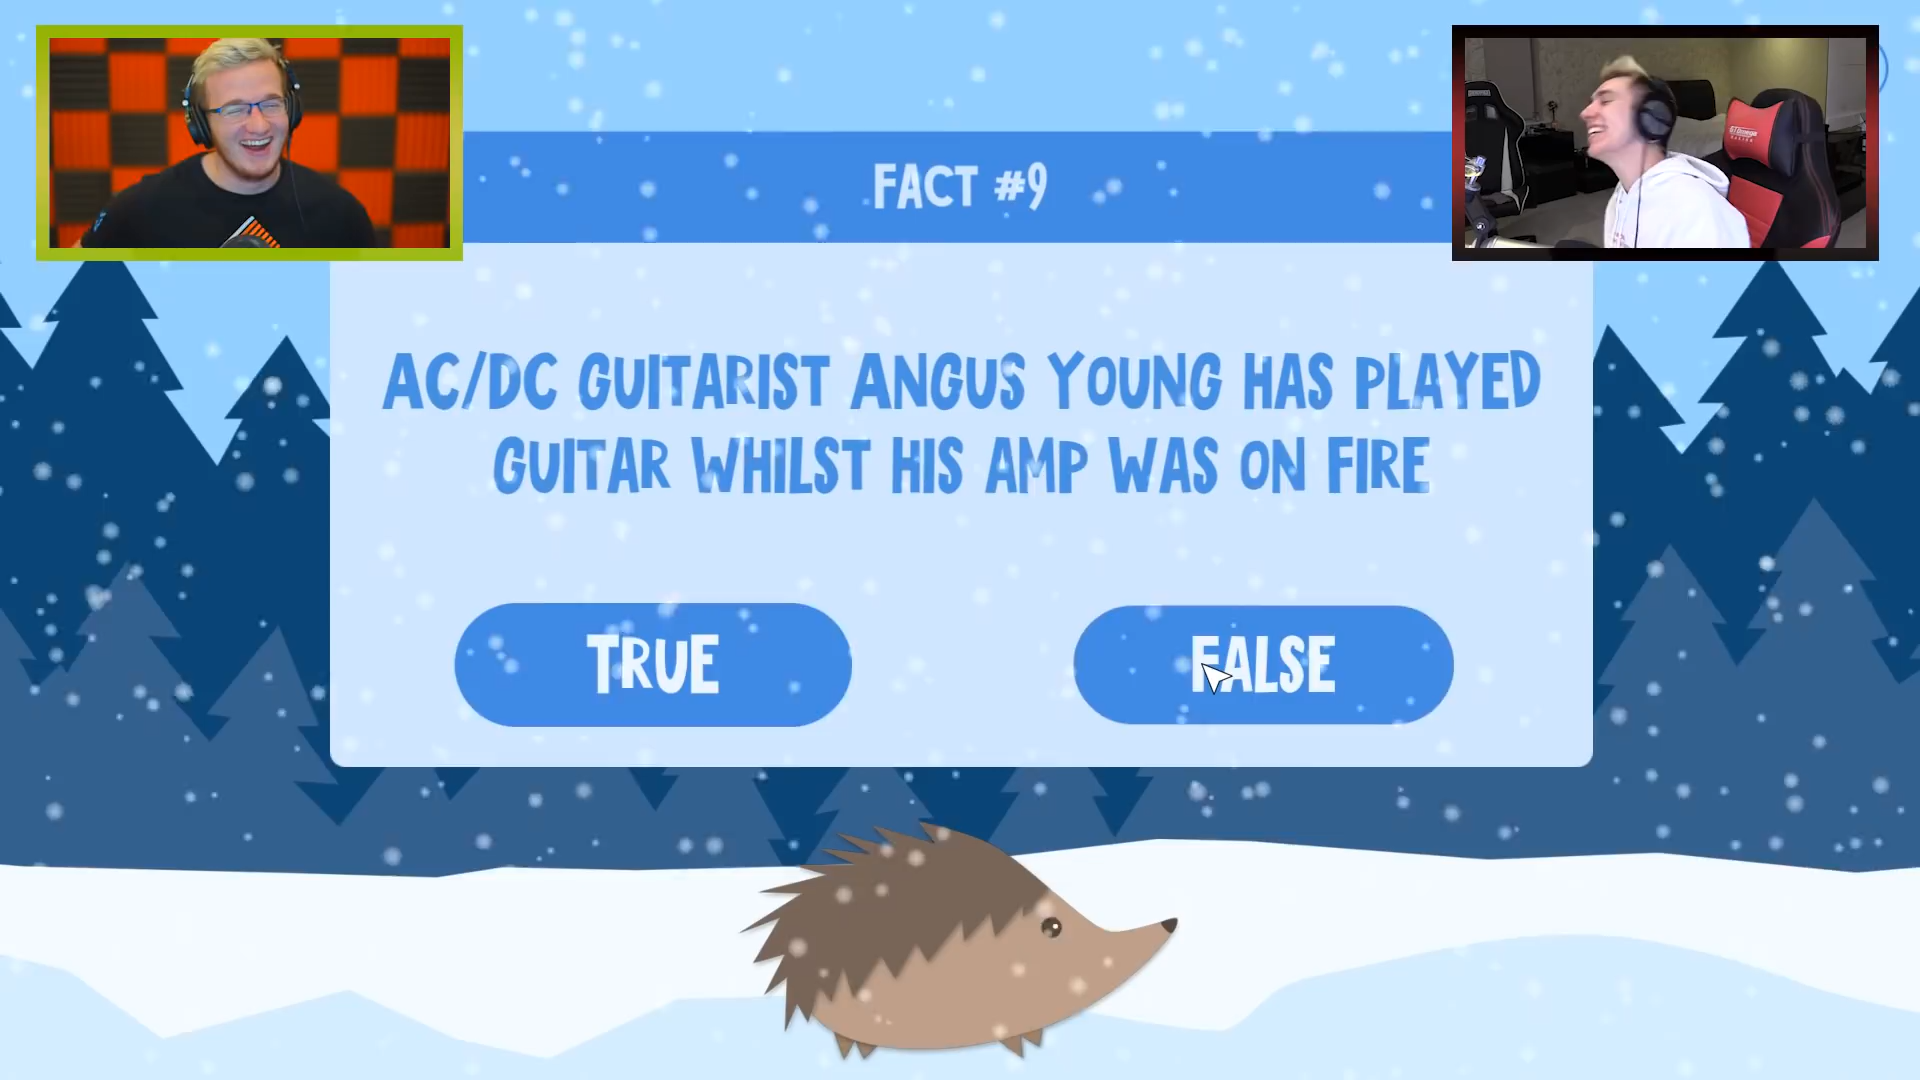 FACT #9
AC/DC GUITARIST ANGUS YOUNG HAS PLAYED
GUITAR WHILST HIS AMP WAS ON FIRE
TRUE
FALSE